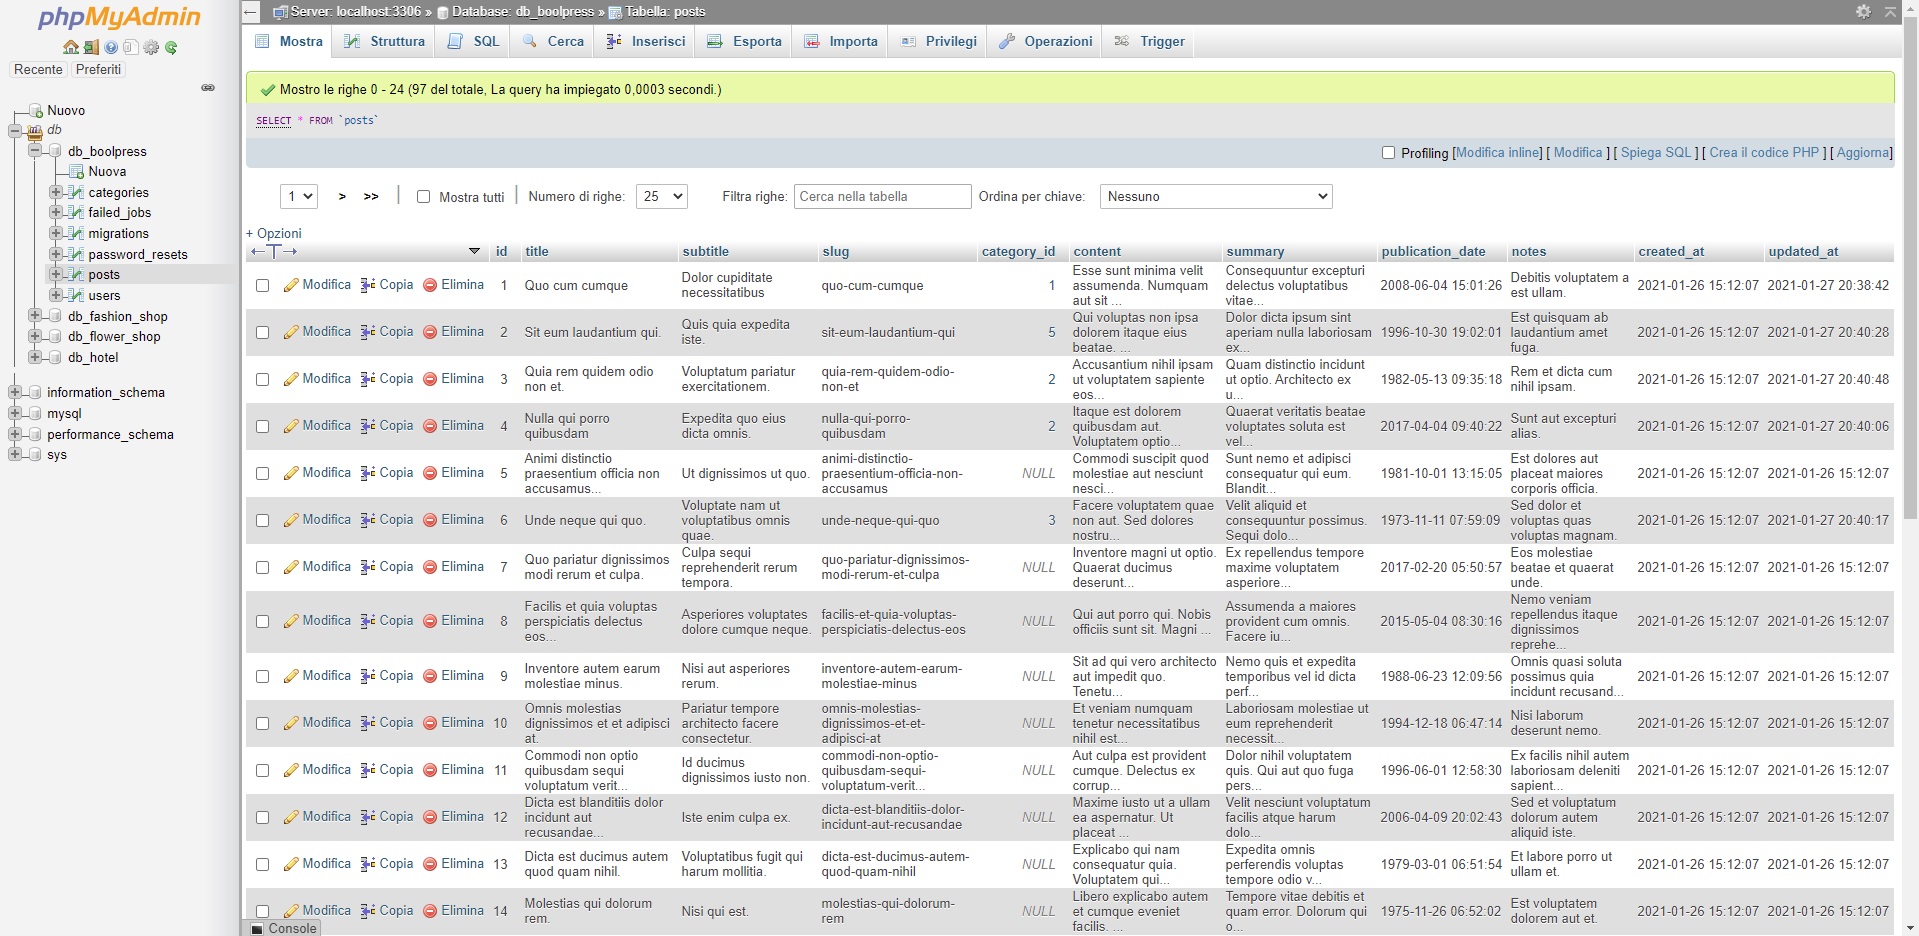 phpMyAdmin
Recente Preferiti
Nuovo
db
db_boolpress
Nuova
categories
failed_jobs
migrations
password_resets
posts
users
db_fashion_shop
db_flower_shop
db_hotel
information_schema
mysql
performance_schema
sys
Server: localhost:3306 » Database: db_boolpress » Tabella: posts
Mostra Struttura SQL Cerca Inserisci Esporta Importa Privilegi Operazioni Trigger
Mostro le righe 0 - 24 (97 del totale, La query ha impiegato 0,0003 secondi.)
SELECT * FROM `posts`
Profiling [Modifica inline] [ Modifica ] [ Spiega SQL ] [ Crea il codice PHP ] [ Aggiorna]
1 > >> Mostra tutti Numero di righe: 25 Filtra righe: Cerca nella tabella Ordina per chiave: Nessuno
+ Opzioni
←T→ id title subtitle slug category_id content summary publication_date notes created_at updated_at
Modifica Copia Elimina 1 Quo cum cumque Dolor cupiditate necessitatibus quo-cum-cumque 1 Esse sunt minima velit assumenda. Numquam aut sit ... Consequuntur excepturi delectus voluptatibus vitae... 2008-06-04 15:01:26 Debitis voluptatem a est ullam. 2021-01-26 15:12:07 2021-01-27 20:38:42
Modifica Copia Elimina 2 Sit eum laudantium qui. Quis quia expedita iste. sit-eum-laudantium-qui 5 Qui voluptas non ipsa dolorem itaque eius beatae. ... Dolor dicta ipsum sint aperiam nulla laboriosam ex... 1996-10-30 19:02:01 Est quisquam ab laudantium amet fuga. 2021-01-26 15:12:07 2021-01-27 20:40:28
Modifica Copia Elimina 3 Quia rem quidem odio non et. Voluptatum pariatur exercitationem. quia-rem-quidem-odio-non-et 2 Accusantium nihil ipsam ut voluptatem sapiente eos... Quam distinctio incidunt ut optio. Architecto ex u... 1982-05-13 09:35:18 Rem et dicta cum nihil ipsam. 2021-01-26 15:12:07 2021-01-27 20:40:48
Modifica Copia Elimina 4 Nulla qui porro quibusdam Expedita quo eius dicta omnis. nulla-qui-porro-quibusdam 2 Itaque est dolorem quibusdam aut. Voluptatem optio... Quaerat veritatis beatae voluptates soluta est vel... 2017-04-04 09:40:22 Sunt aut excepturi alias. 2021-01-26 15:12:07 2021-01-27 20:40:06
Modifica Copia Elimina 5 Animi distinctio praesentium officia non accusamus... Ut dignissimos ut quo. animi-distinctio-praesentium-officia-non-accusamus NULL Commodi suscipit quod molestiae aut nesciunt nesci... Sunt nemo et adipisci consequatur qui eum. Blandit... 1981-10-01 13:15:05 Est dolores aut placeat maiores corporis officia. 2021-01-26 15:12:07 2021-01-26 15:12:07
Modifica Copia Elimina 6 Unde neque qui quo. Voluptate nam ut voluptatibus omnis quae. unde-neque-qui-quo 3 Facere voluptatem quae non aut. Sed dolores nostru... Velit aliquid et consequuntur possimus. Sequi dolo... 1973-11-11 07:59:09 Sed dolor et voluptas quas voluptas magnam. 2021-01-26 15:12:07 2021-01-27 20:40:17
Modifica Copia Elimina 7 Quo pariatur dignissimos modi rerum et culpa. Culpa sequi reprehenderit rerum tempora. quo-pariatur-dignissimos-modi-rerum-et-culpa NULL Inventore magni ut optio. Quaerat ducimus deserunt... Ex repellendus tempore maxime voluptatem asperiore... 2017-02-20 05:50:57 Eos molestiae beatae et quaerat unde. 2021-01-26 15:12:07 2021-01-26 15:12:07
Modifica Copia Elimina 8 Facilis et quia voluptas perspiciatis delectus eos... Asperiores voluptates dolore cumque neque. facilis-et-quia-voluptas-perspiciatis-delectus-eos NULL Qui aut porro qui. Nobis officiis sunt sit. Magni ... Assumenda a maiores provident cum omnis. Facere iu... 2015-05-04 08:30:16 Nemo veniam repellendus itaque dignissimos reprehe... 2021-01-26 15:12:07 2021-01-26 15:12:07
Modifica Copia Elimina 9 Inventore autem earum molestiae minus. Nisi aut asperiores rerum. inventore-autem-earum-molestiae-minus NULL Sit ad qui vero architecto aut impedit quo. Tenetu... Nemo quis et expedita temporibus vel id dicta perf... 1988-06-23 12:09:56 Omnis quasi soluta possimus quia incidunt recusand... 2021-01-26 15:12:07 2021-01-26 15:12:07
Modifica Copia Elimina 10 Omnis molestias dignissimos et et adipisci at. Pariatur tempore architecto facere consectetur. omnis-molestias-dignissimos-et-et-adipisci-at NULL Et veniam numquam tenetur necessitatibus nihil est... Laboriosam molestiae ut eum reprehenderit necessit... 1994-12-18 06:47:14 Nisi laborum deserunt nemo. 2021-01-26 15:12:07 2021-01-26 15:12:07
Modifica Copia Elimina 11 Commodi non optio quibusdam sequi voluptatum verit... Id ducimus dignissimos iusto non. commodi-non-optio-quibusdam-sequi-voluptatum-verit... NULL Aut culpa est provident cumque. Delectus ex corrup... Dolor nihil voluptatem quis. Qui aut quo fuga pers... 1996-06-01 12:58:30 Ex facilis nihil autem laboriosam deleniti sapient... 2021-01-26 15:12:07 2021-01-26 15:12:07
Modifica Copia Elimina 12 Dicta est blanditiis dolor incidunt aut recusandae... Iste enim culpa ex. dicta-est-blanditiis-dolor-incidunt-aut-recusandae NULL Maxime iusto ut a ullam ea aspernatur. Ut placeat ... Velit nesciunt voluptatum facilis atque harum dolo... 2006-04-09 20:02:43 Sed et voluptatum dolorum autem aliquid iste. 2021-01-26 15:12:07 2021-01-26 15:12:07
Modifica Copia Elimina 13 Dicta est ducimus autem quod quam nihil. Voluptatibus fugit qui harum mollitia. dicta-est-ducimus-autem-quod-quam-nihil NULL Explicabo qui nam consequatur quia. Voluptatem qui... Expedita omnis perferendis voluptas tempore odio v... 1979-03-01 06:51:54 Et labore porro ut ullam et. 2021-01-26 15:12:07 2021-01-26 15:12:07
Modifica Copia Elimina 14 Molestias qui dolorum rem. Nisi qui est. molestias-qui-dolorum-rem NULL Libero explicabo autem et cumque eveniet facilis. ... Tempore vitae debitis et quam error. Dolorum qui o... 1975-11-26 06:52:02 Est voluptatem dolorem aut et. 2021-01-26 15:12:07 2021-01-26 15:12:07
Console